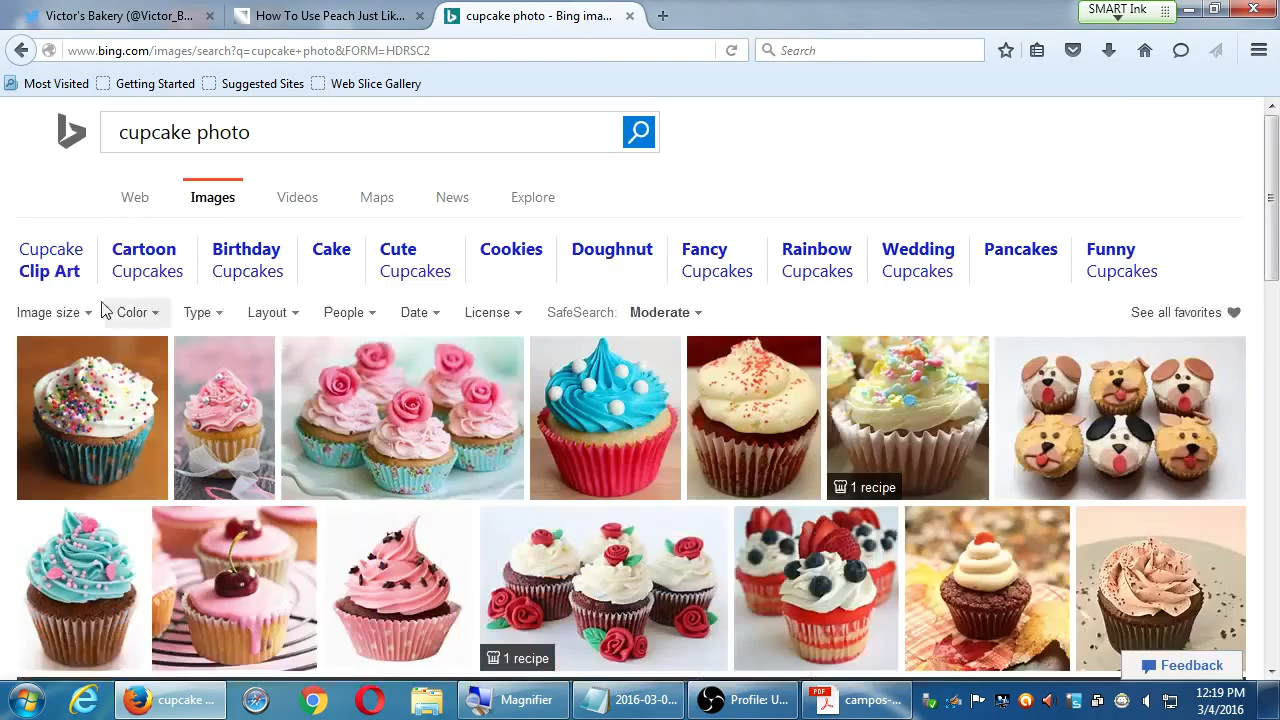 Victor's Bakery (@Victor_B...
How To Use Peach Just Lik...
cupcake photo - Bing ima...
SMART Ink
www.bing.com/images/search?q=cupcake+photo&FORM=HDRSC2
Search
Most Visited
Getting Started
Suggested Sites
Web Slice Gallery
cupcake photo
Web
Images
Videos
Maps
News
Explore
Cupcake
Clip Art
Cartoon
Cupcakes
Birthday
Cupcakes
Cake
Cute
Cupcakes
Cookies
Doughnut
Fancy
Cupcakes
Rainbow
Cupcakes
Wedding
Cupcakes
Pancakes
Funny
Cupcakes
Image size
Color
Type
Layout
People
Date
License
SafeSearch: Moderate
See all favorites
1 recipe
1 recipe
Feedback
cupcake ...
Magnifier
2016-03-0...
Profile: U...
PDF
campos-...
12:19 PM
3/4/2016